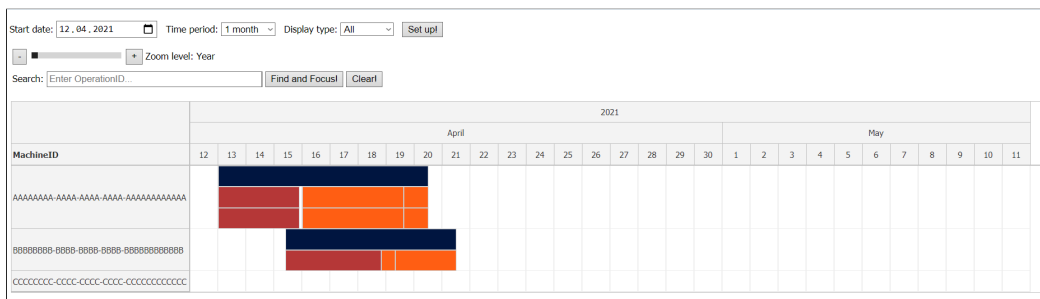 Start date: 12.04.2021 Time period: 1 month Display type: All Set up!
- + Zoom level: Year
Search: Enter OperationID... Find and Focus! Clear!
2021
April May
MachineID 12 13 14 15 16 17 18 19 20 21 22 23 24 25 26 27 28 29 30 1 2 3 4 5 6 7 8 9 10 11
AAAAAAAA-AAAA-AAAA-AAAA-AAAAAAAAAAAA
BBBBBBBB-BBBB-BBBB-BBBB-BBBBBBBBBBBB
CCCCCCCC-CCCC-CCCC-CCCC-CCCCCCCCCCCC